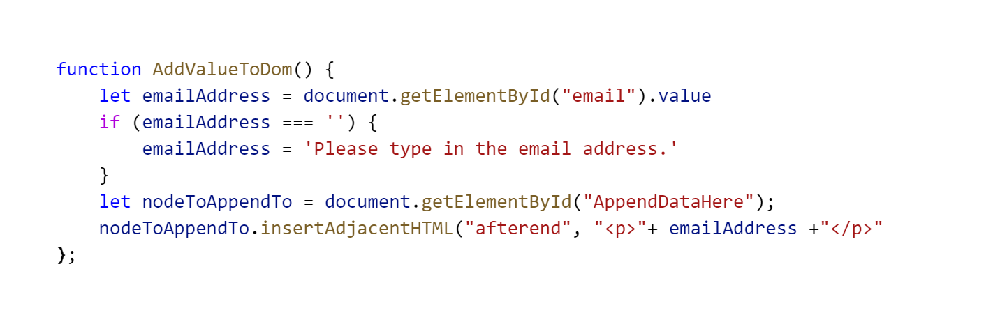 function AddValueToDom() {
    let emailAddress = document.getElementById("email").value
    if (emailAddress === '') {
        emailAddress = 'Please type in the email address.'
    }
    let nodeToAppendTo = document.getElementById("AppendDataHere");
    nodeToAppendTo.insertAdjacentHTML("afterend", "<p>"+ emailAddress +"</p>"
};